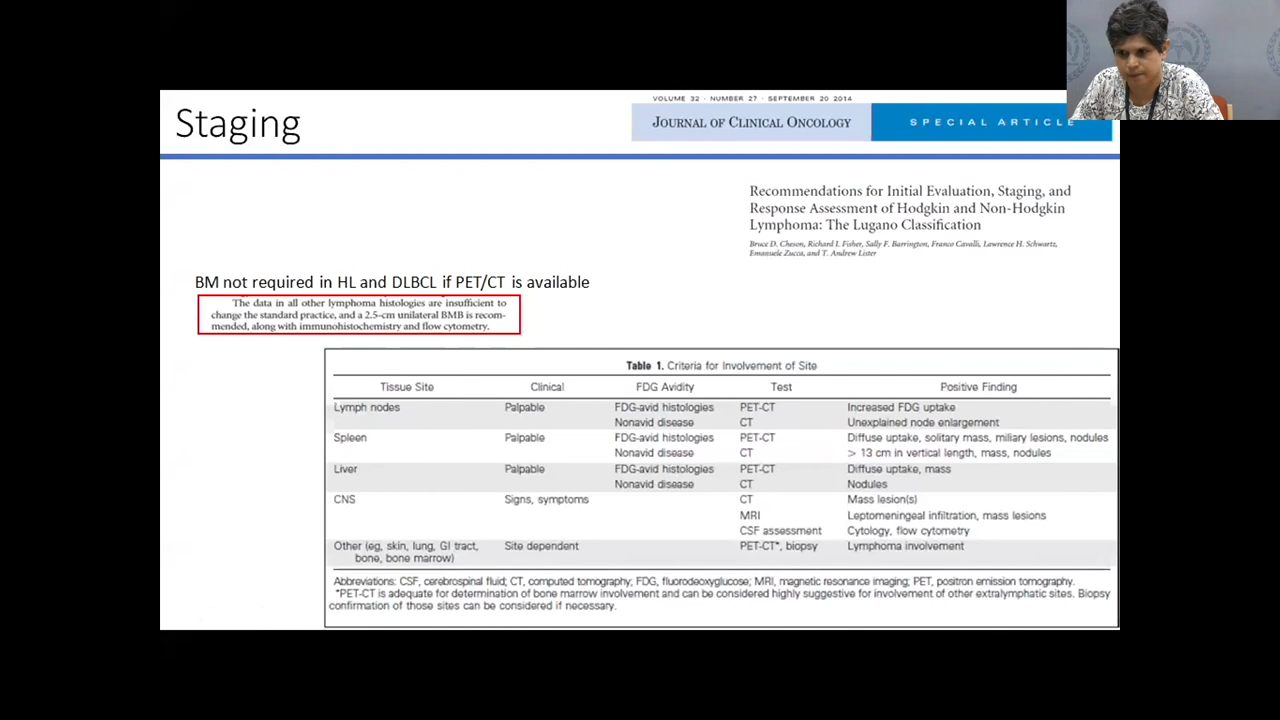 Staging
VOLUME 32 · NUMBER 27 · SEPTEMBER 20 2014
JOURNAL OF CLINICAL ONCOLOGY
SPECIAL ARTICLE
Recommendations for Initial Evaluation, Staging, and
Response Assessment of Hodgkin and Non-Hodgkin
Lymphoma: The Lugano Classification
Bruce D. Cheson, Richard I. Fisher, Sally F. Barrington, Franco Cavalli, Lawrence H. Schwartz,
Emanuele Zucca, and T. Andrew Lister
BM not required in HL and DLBCL if PET/CT is available
The data in all other lymphoma histologies are insufficient to
change the standard practice, and a 2.5-cm unilateral BMB is recom-
mended, along with immunohistochemistry and flow cytometry.
Table 1. Criteria for Involvement of Site
Tissue Site Clinical FDG Avidity Test Positive Finding
Lymph nodes Palpable FDG-avid histologies PET-CT Increased FDG uptake
Nonavid disease CT Unexplained node enlargement
Spleen Palpable FDG-avid histologies PET-CT Diffuse uptake, solitary mass, miliary lesions, nodules
Nonavid disease CT > 13 cm in vertical length, mass, nodules
Liver Palpable FDG-avid histologies PET-CT Diffuse uptake, mass
Nonavid disease CT Nodules
CNS Signs, symptoms CT Mass lesion(s)
MRI Leptomeningeal infiltration, mass lesions
CSF assessment Cytology, flow cytometry
Other (eg, skin, lung, GI tract, Site dependent PET-CT*, biopsy Lymphoma involvement
bone, bone marrow)
Abbreviations: CSF, cerebrospinal fluid; CT, computed tomography; FDG, fluorodeoxyglucose; MRI, magnetic resonance imaging; PET, positron emission tomography.
*PET-CT is adequate for determination of bone marrow involvement and can be considered highly suggestive for involvement of other extralymphatic sites. Biopsy
confirmation of those sites can be considered if necessary.